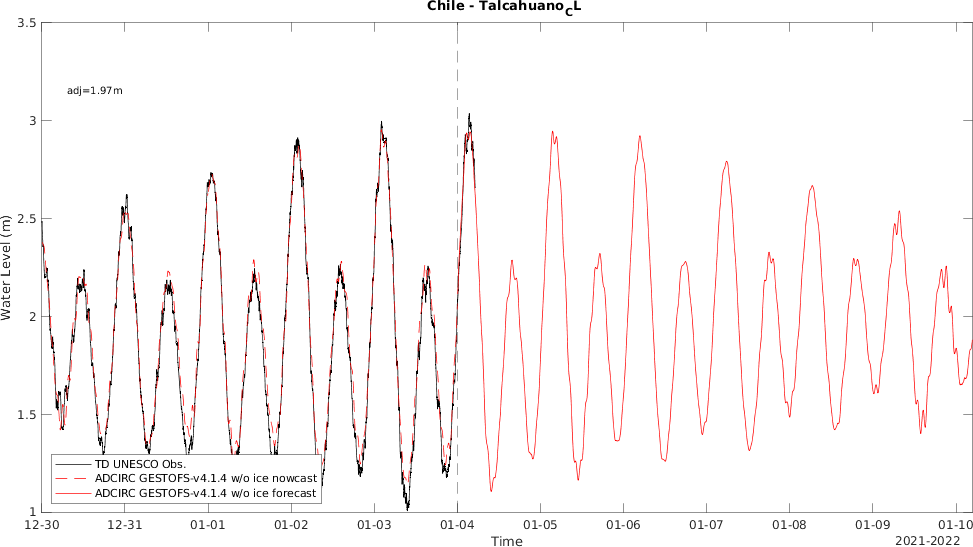 Chile - Talcahuano_CL
3.5
adj=1.97m
3
2.5
Water Level (m)
2
1.5
TD UNESCO Obs.
ADCIRC GESTOFS-v4.1.4 w/o ice nowcast
ADCIRC GESTOFS-v4.1.4 w/o ice forecast
1
12-30 12-31 01-01 01-02 01-03 01-04 01-05 01-06 01-07 01-08 01-09 01-10
Time
2021-2022